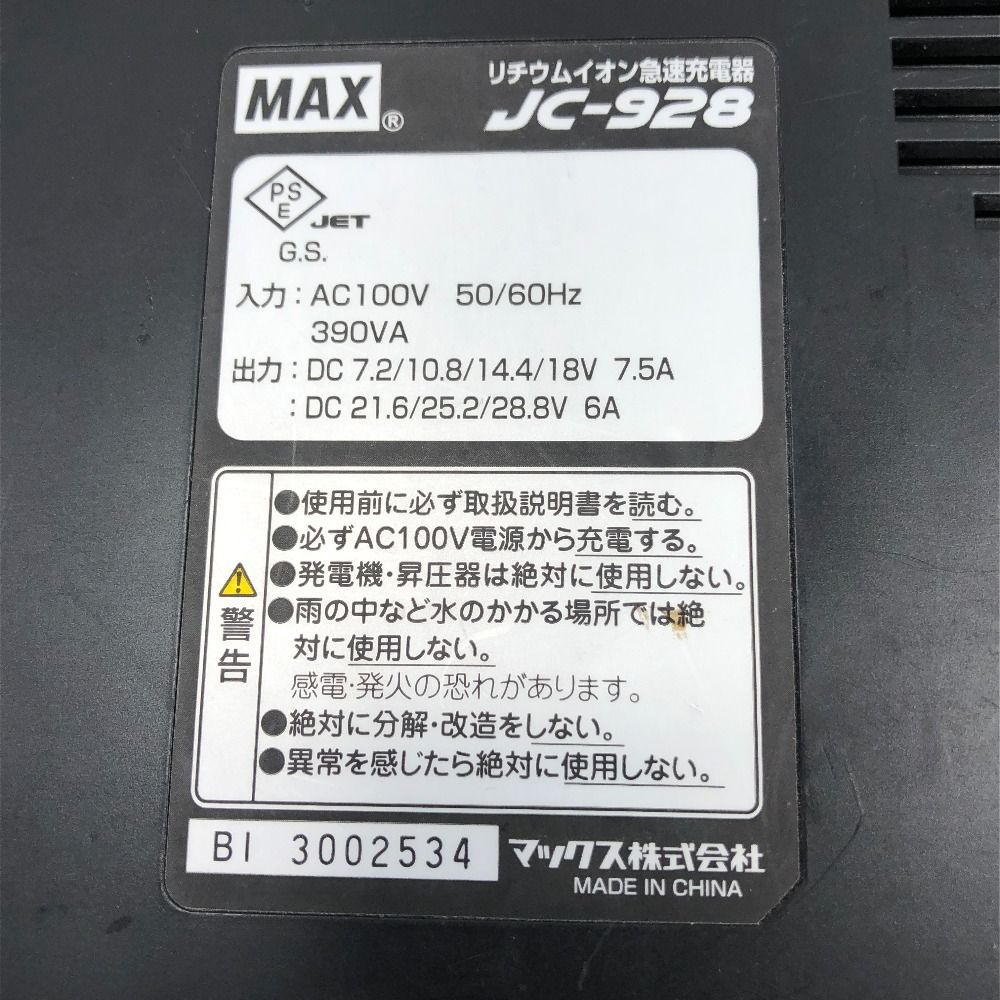 MAX®
リチウムイオン急速充電器
JC-928
PSE JET
G.S.
入力：AC100V 50/60Hz
390VA
出力：DC 7.2/10.8/14.4/18V 7.5A
：DC 21.6/25.2/28.8V 6A
警告
●使用前に必ず取扱説明書を読む。
●必ずAC100V電源から充電する。
●発電機・昇圧器は絶対に使用しない。
●雨の中など水のかかる場所では絶
対に使用しない。
感電・発火の恐れがあります。
●絶対に分解・改造をしない。
●異常を感じたら絶対に使用しない。
BI 3002534
マックス株式会社
MADE IN CHINA